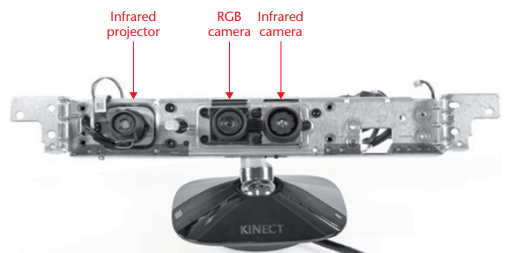 Infrared
projector
RGB
camera
Infrared
camera
KINECT